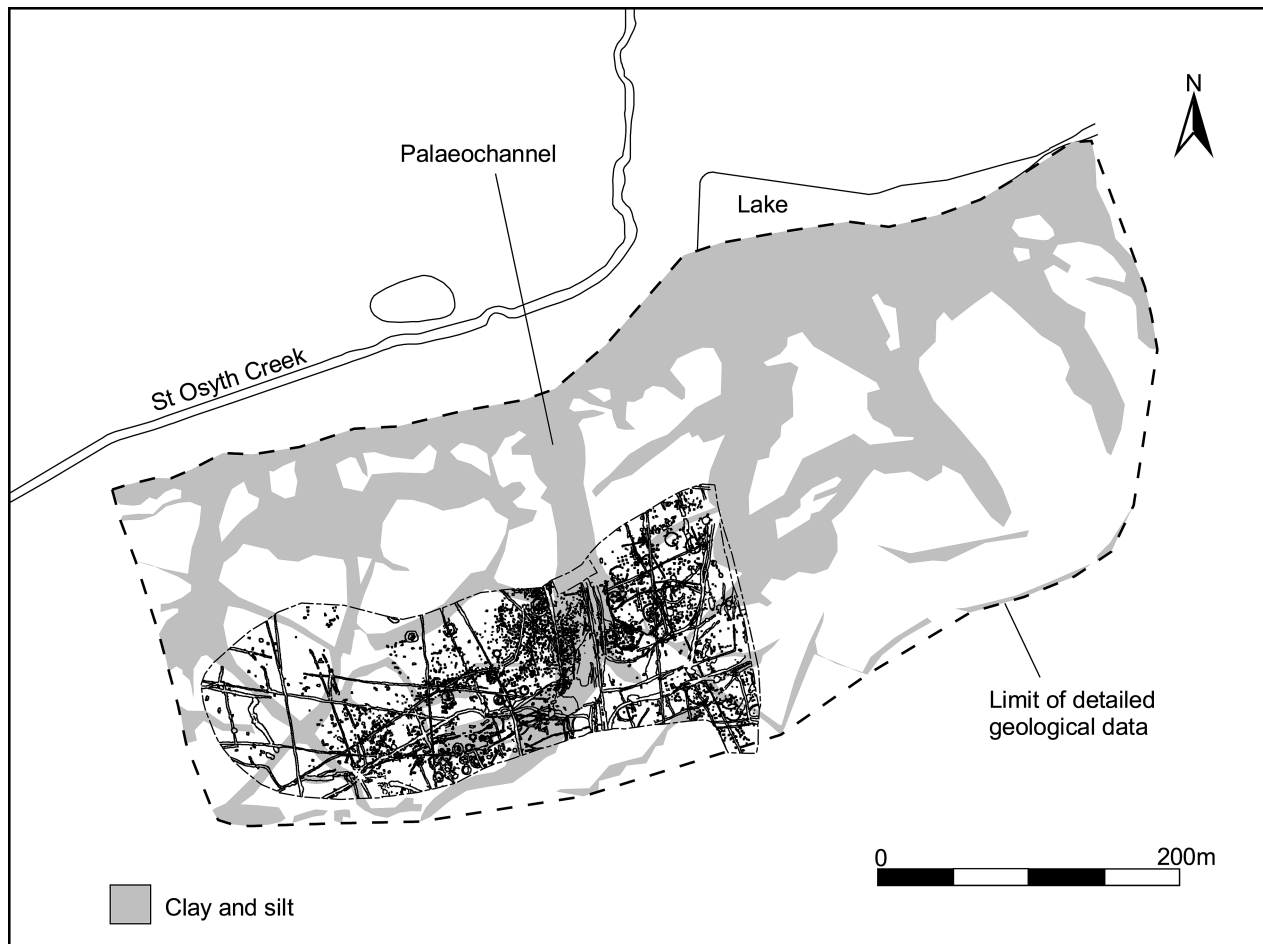 N
Palaeochannel
Lake
St Osyth Creek
Limit of detailed
geological data
0 200m
Clay and silt